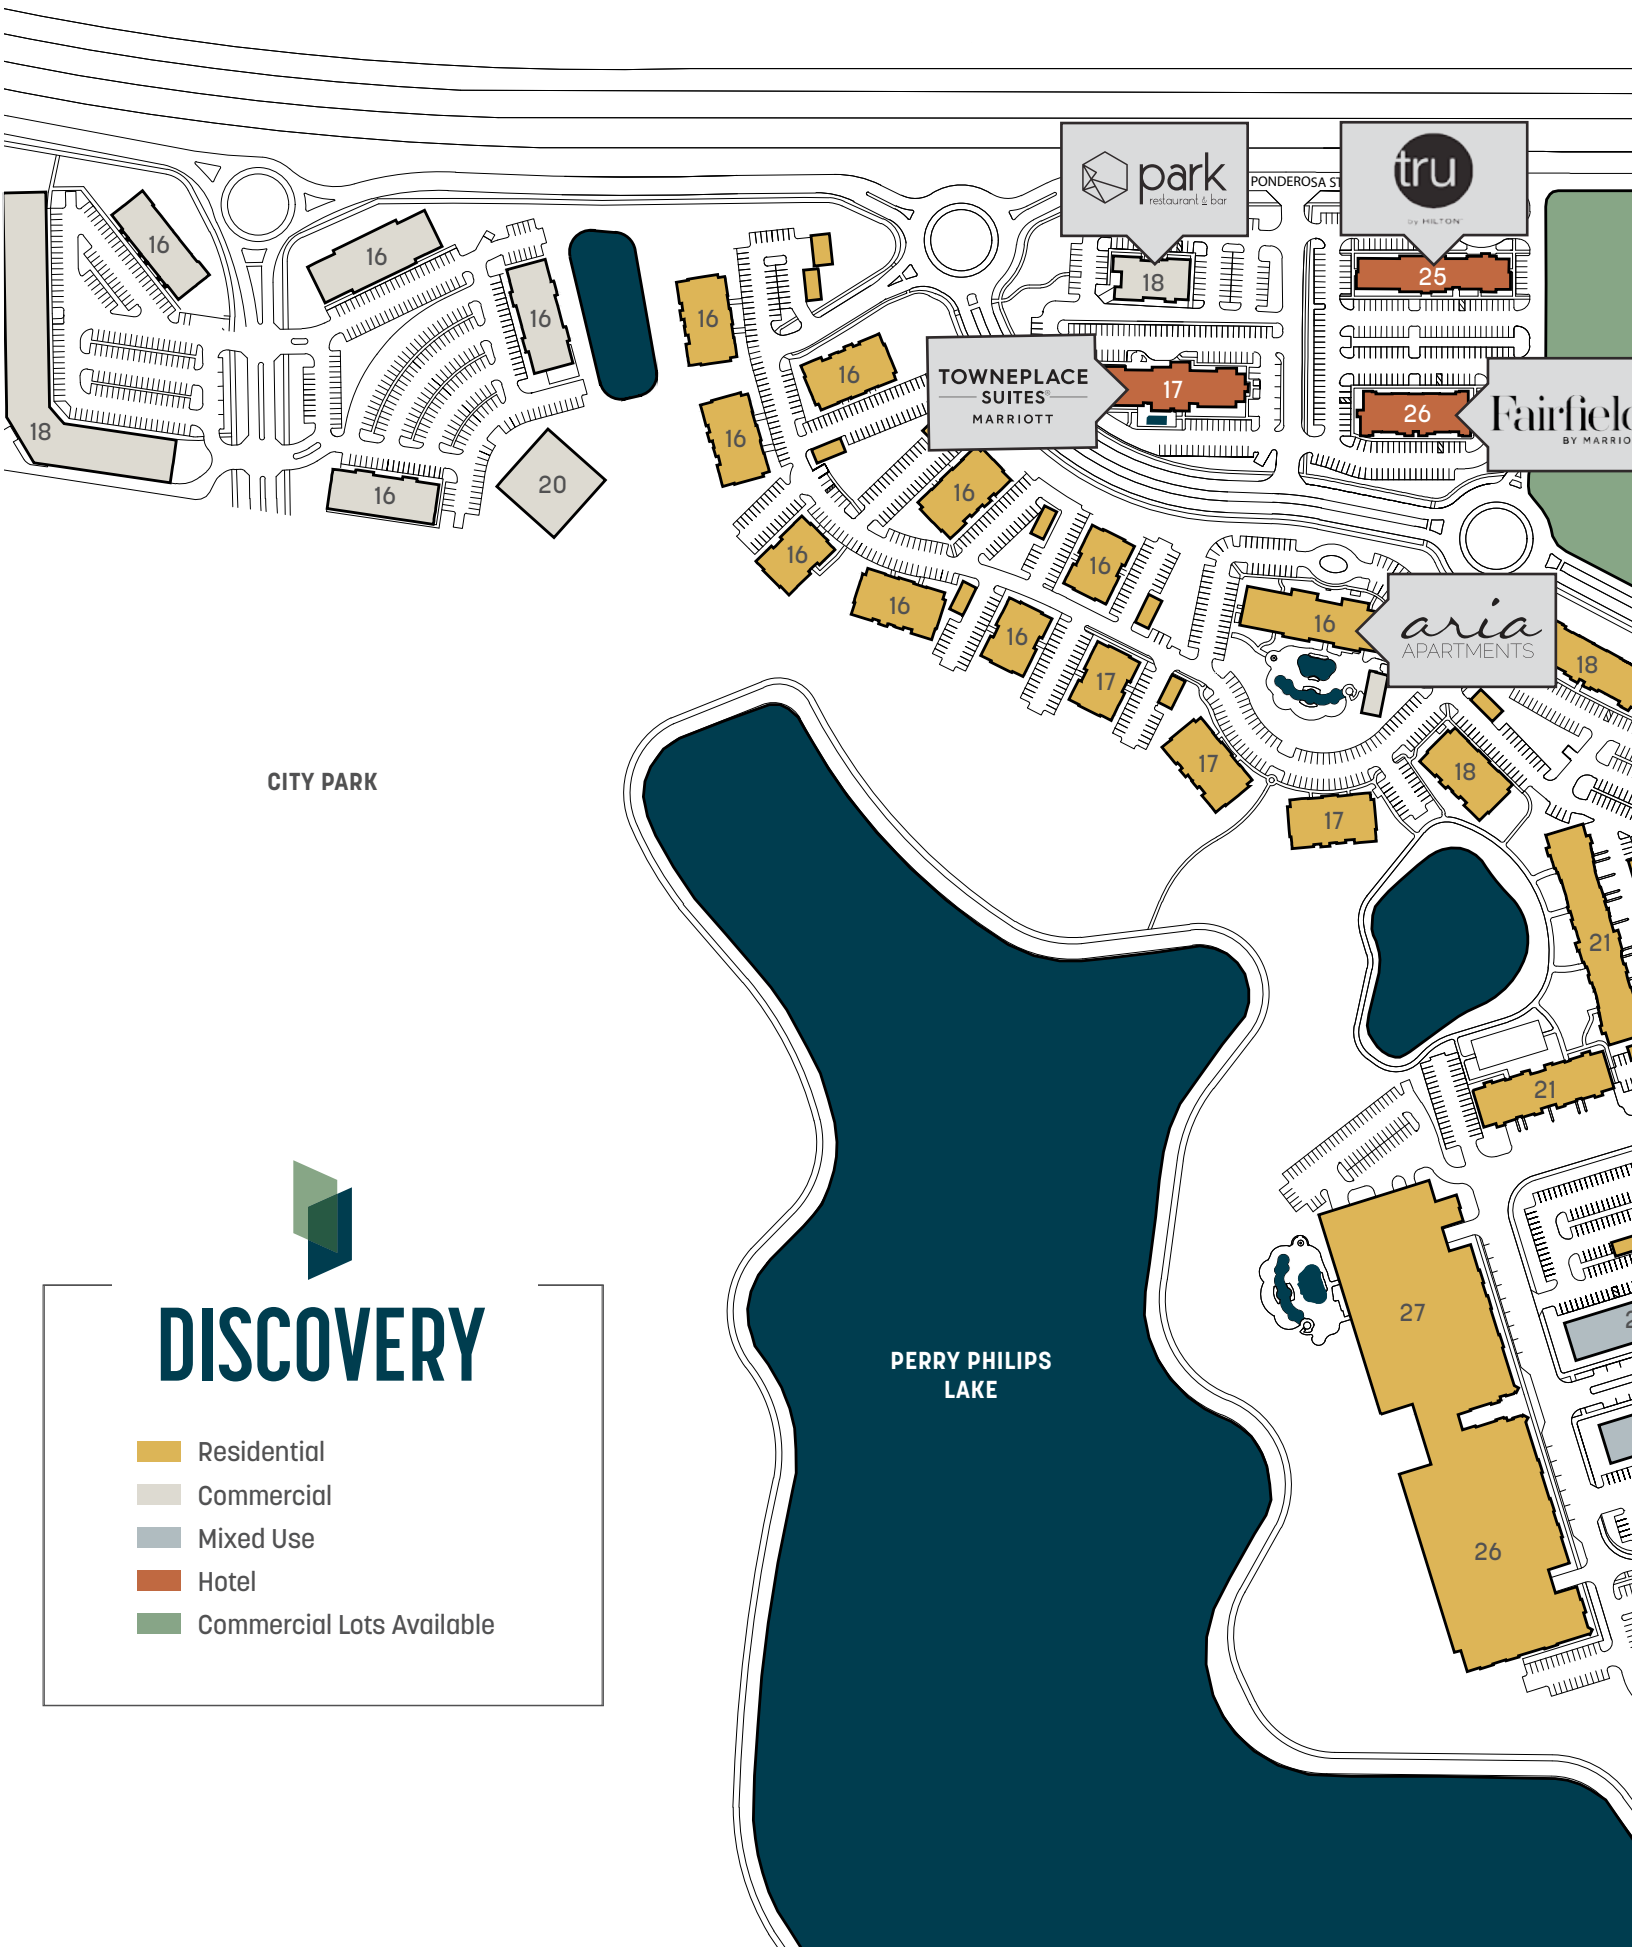 park
restaurant & bar
PONDEROSA ST
tru
by HILTON
16
16
16
18
16
20
16
16
16
16
16
16
16
16
16
17
17
17
18
25
17
26
TOWNEPLACE
SUITES
MARRIOTT
Fairfield
BY MARRIO
16
aria
APARTMENTS
18
18
21
21
CITY PARK
27
26
PERRY PHILIPS
LAKE
DISCOVERY
Residential
Commercial
Mixed Use
Hotel
Commercial Lots Available